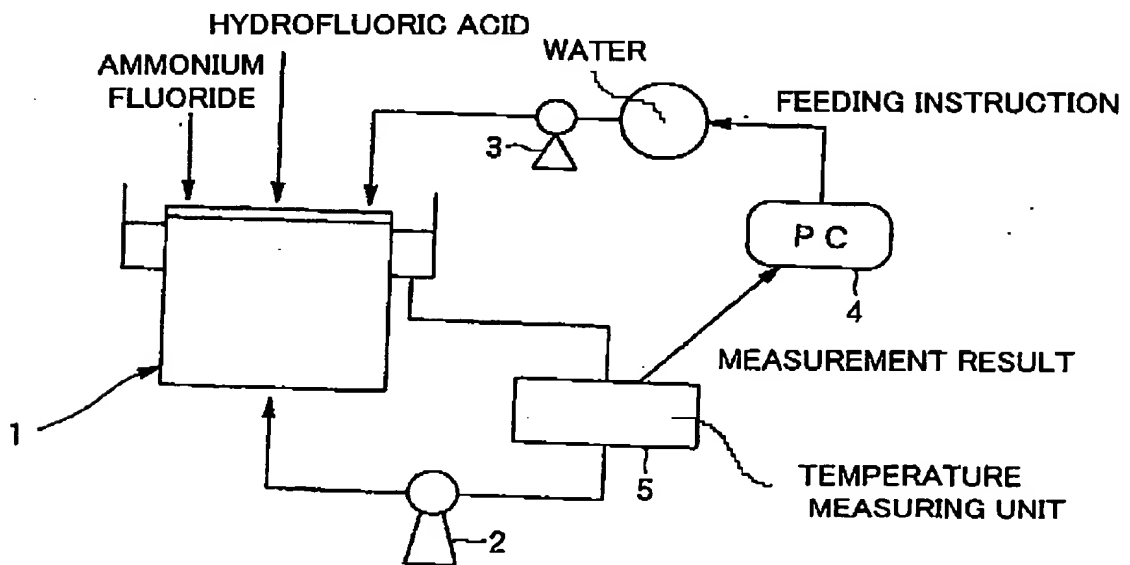 HYDROFLUORIC ACID
AMMONIUM
FLUORIDE
WATER
FEEDING INSTRUCTION
3
PC
4
MEASUREMENT RESULT
1
5
TEMPERATURE
MEASURING UNIT
2